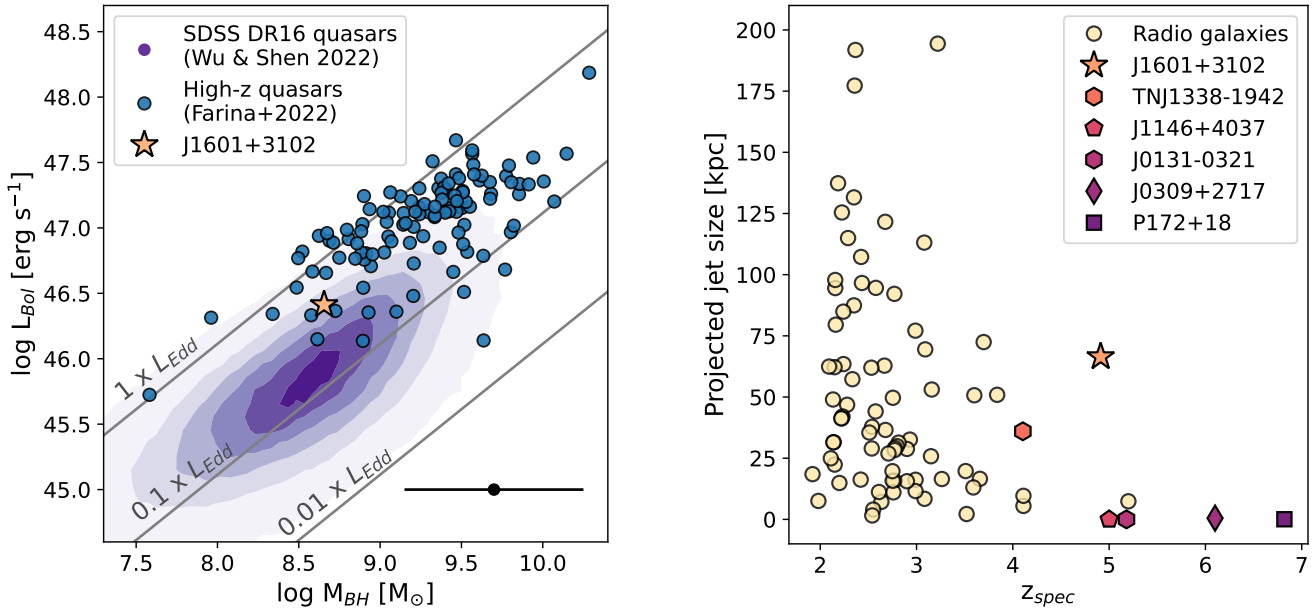 48.5
48.0
47.5
47.0
46.5
46.0
45.5
45.0
log L_Bol [erg s⁻¹]
SDSS DR16 quasars
(Wu & Shen 2022)
High-z quasars
(Farina+2022)
J1601+3102
1 x L_Edd
0.1 x L_Edd
0.01 x L_Edd
7.5 8.0 8.5 9.0 9.5 10.0
log M_BH [M_⊙]
200
175
150
125
100
75
50
25
0
Projected jet size [kpc]
Radio galaxies
J1601+3102
TNJ1338-1942
J1146+4037
J0131-0321
J0309+2717
P172+18
2 3 4 5 6 7
z_spec